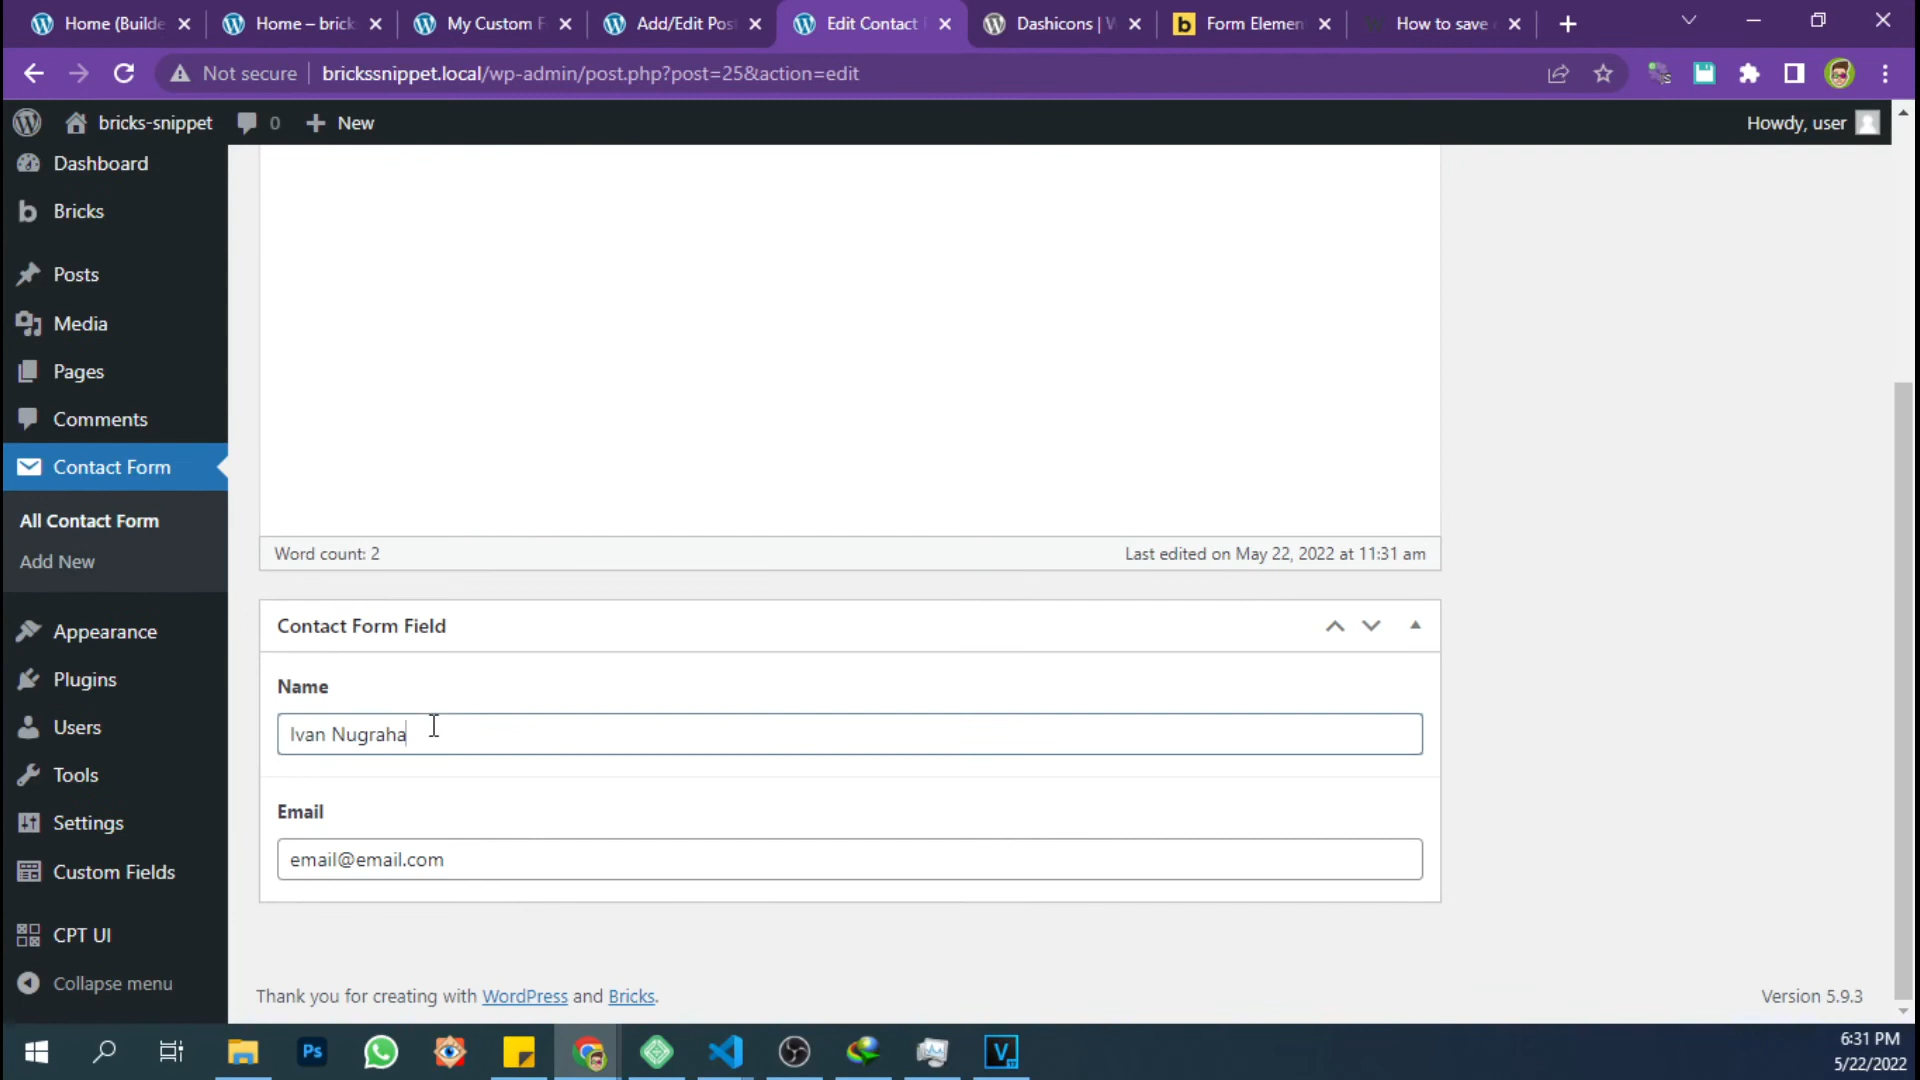 Home (Builde
Home – brick
My Custom F
Add/Edit Pos
Edit Contact
Dashicons | W
Form Elemen
How to save
Not secure
brickssnippet.local/wp-admin/post.php?post=25&action=edit
bricks-snippet
0
New
Howdy, user
Dashboard
Bricks
Posts
Media
Pages
Comments
Contact Form
All Contact Form
Add New
Appearance
Plugins
Users
Tools
Settings
Custom Fields
CPT UI
Collapse menu
Word count: 2
Last edited on May 22, 2022 at 11:31 am
Contact Form Field
Name
Ivan Nugraha
Email
email@email.com
Thank you for creating with WordPress and Bricks.
Version 5.9.3
Ps
V
6:31 PM
5/22/2022